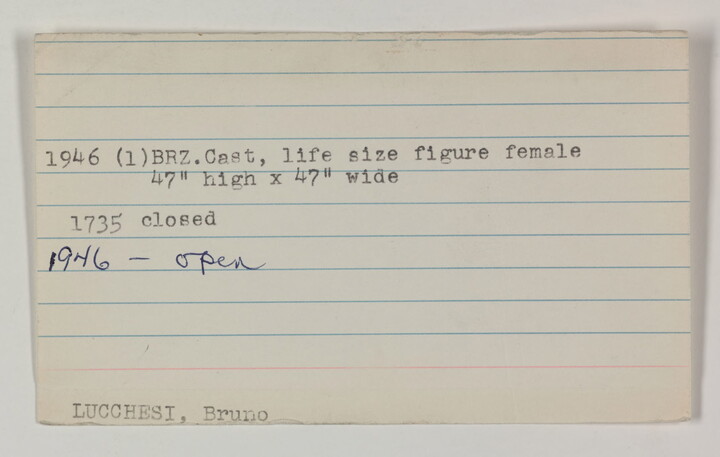 1946 (1)BRZ.Cast, life size figure female
47" high x 47" wide
1735 closed
1946 – open
LUCCHESI, Bruno